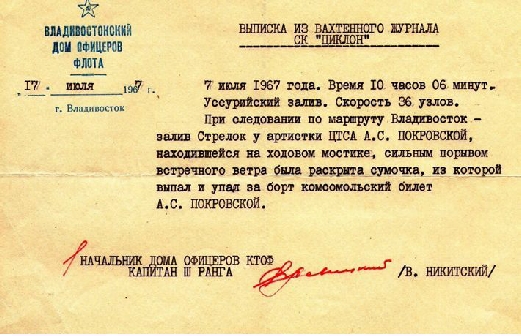 ВЛАДИВОСТОКСКИЙ
ДОМ ОФИЦЕРОВ
ФЛОТА
17. июля 1967 г.
г. Владивосток
ВЫПИСКА ИЗ ВАХТЕННОГО ЖУРНАЛА
СК "ЦИКЛОН"
7 июля 1967 года. Время 10 часов 06 минут.
Уссурийский залив. Скорость 36 узлов.
При следовании по маршруту Владивосток –
залив Стрелок у артистки ЦТСА А.С. ПОКРОВСКОЙ,
находившейся на ходовом мостике, сильным порывом
встречного ветра была раскрыта сумочка, из которой
выпал и упал за борт комсомольский билет
А.С. ПОКРОВСКОЙ.
НАЧАЛЬНИК ДОМА ОФИЦЕРОВ КТОФ
КАПИТАН Ш РАНГА /В. НИКИТСКИЙ/